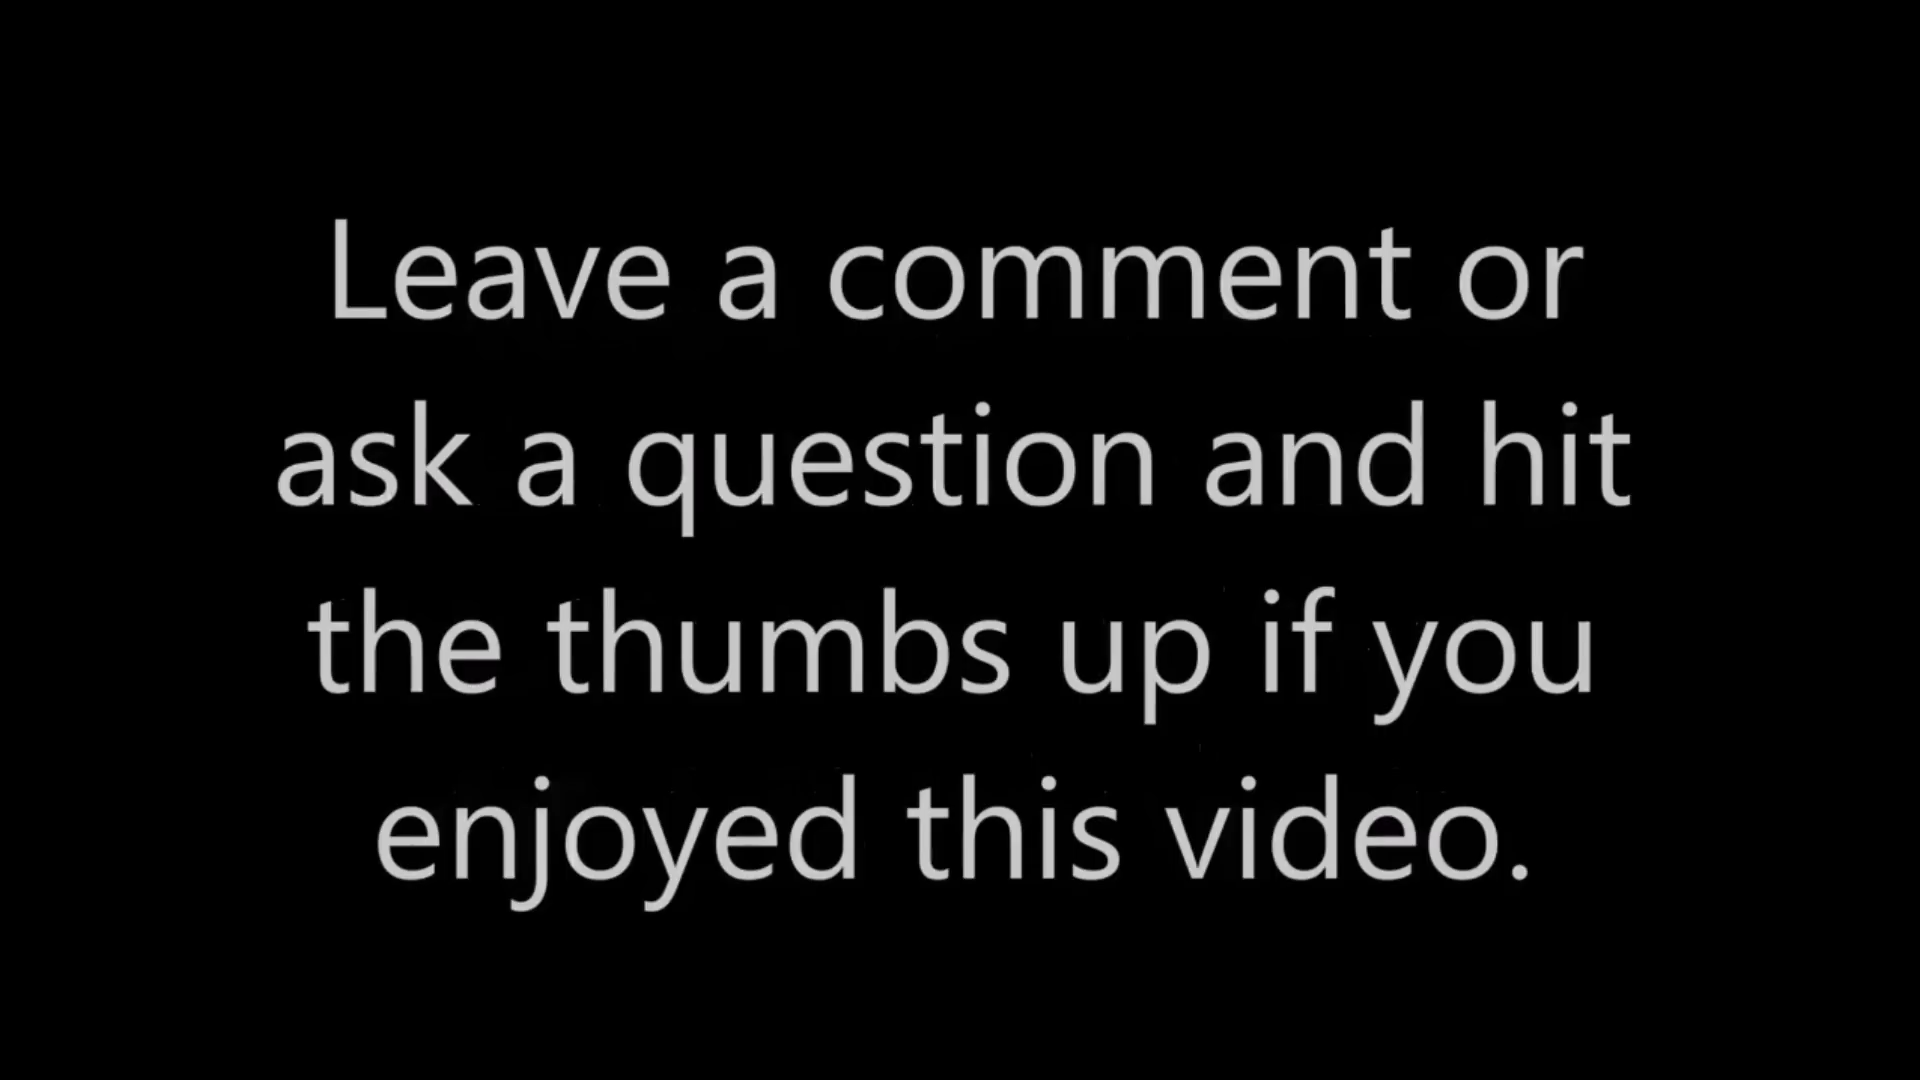 Leave a comment or
ask a question and hit
the thumbs up if you
enjoyed this video.